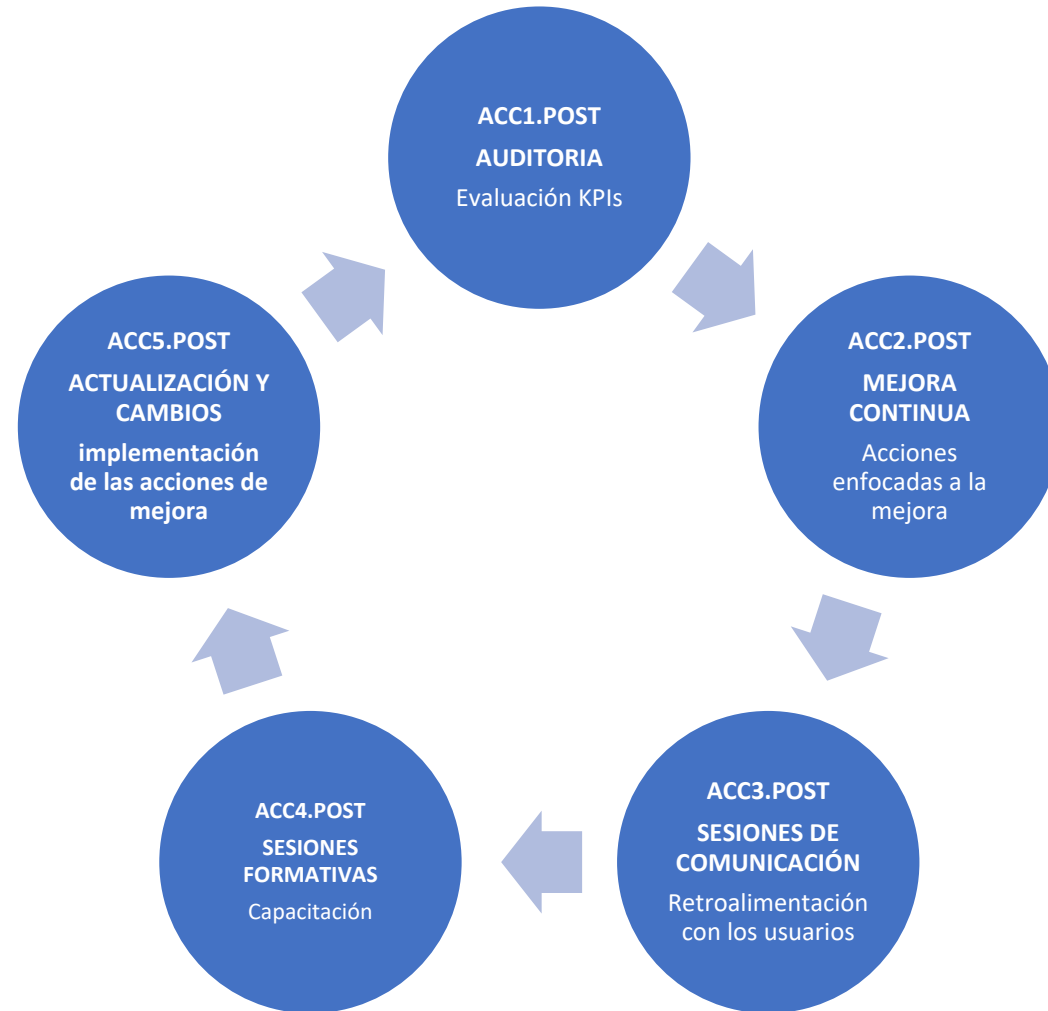 ACC1.POST
AUDITORIA
Evaluación KPIs
ACC2.POST
MEJORA
CONTINUA
Acciones
enfocadas a la
mejora
ACC3.POST
SESIONES DE
COMUNICACIÓN
Retroalimentación
con los usuarios
ACC4.POST
SESIONES
FORMATIVAS
Capacitación
ACC5.POST
ACTUALIZACIÓN Y
CAMBIOS
implementación
de las acciones de
mejora